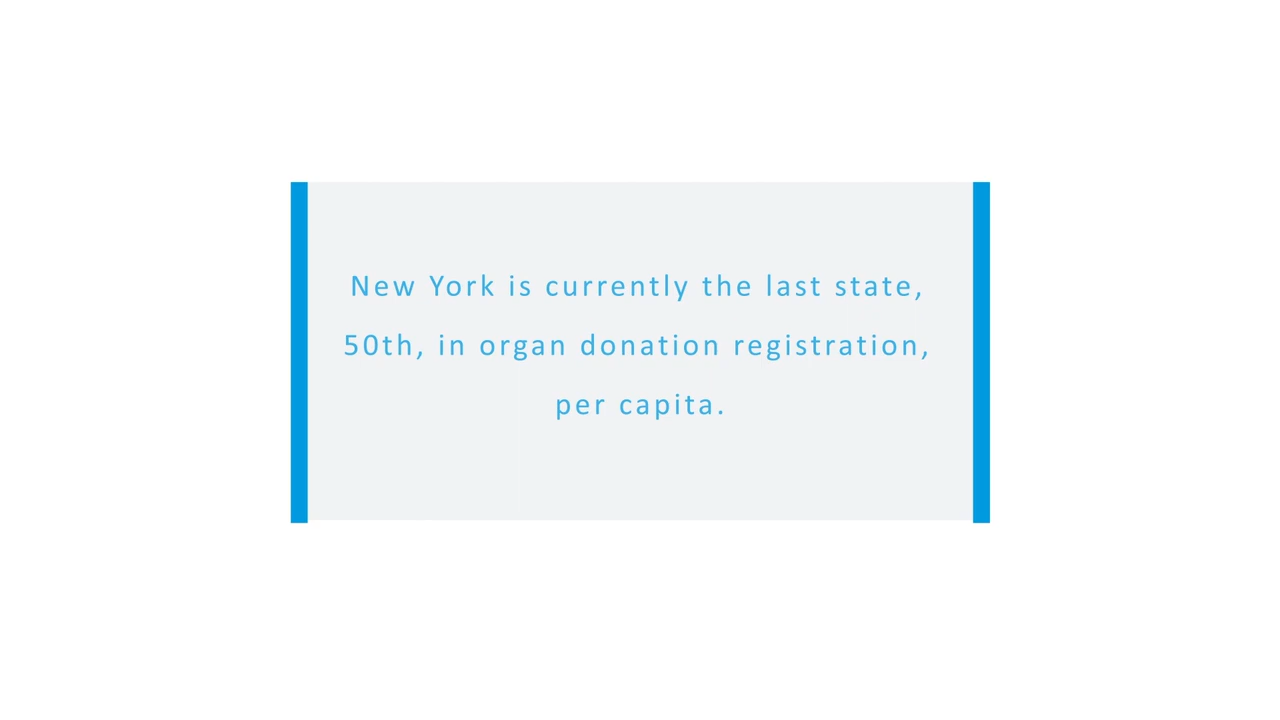 New York is currently the last state,
50th, in organ donation registration,
per capita.